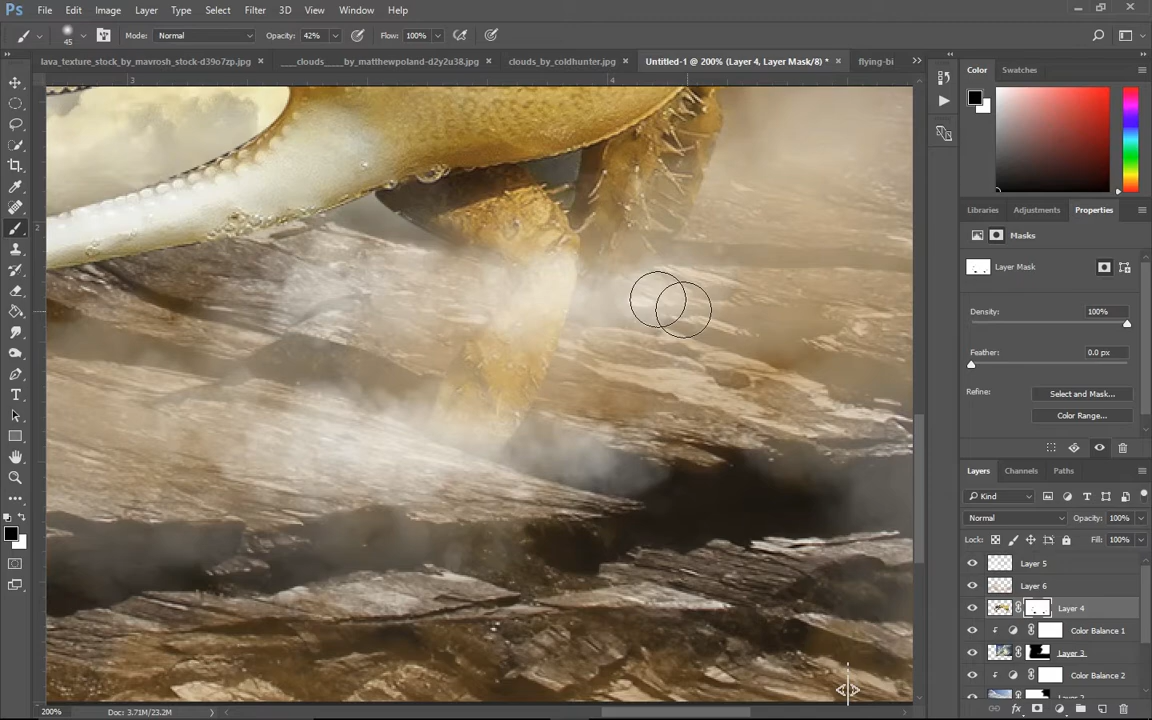 Ps File Edit Image Layer Type Select Filter 3D View Window Help
45 Mode: Normal Opacity: 42% Flow: 100%
lava_texture_stock_by_mavrosh_stock-d39o7zp.jpg × ___clouds____by_matthewpoland-d2y2u38.jpg × clouds_by_coldhunter.jpg × Untitled-1 @ 200% (Layer 4, Layer Mask/8) * × flying-bi
3 4
2
Color Swatches
Libraries Adjustments Properties
Masks
Layer Mask
Density: 100%
Feather: 0.0 px
Refine: Select and Mask...
Color Range...
Layers Channels Paths
Kind
Normal Opacity: 100%
Lock: Fill: 100%
Layer 5
Layer 6
Layer 4
Color Balance 1
Layer 3
Color Balance 2
200% Doc: 3.71M/23.2M